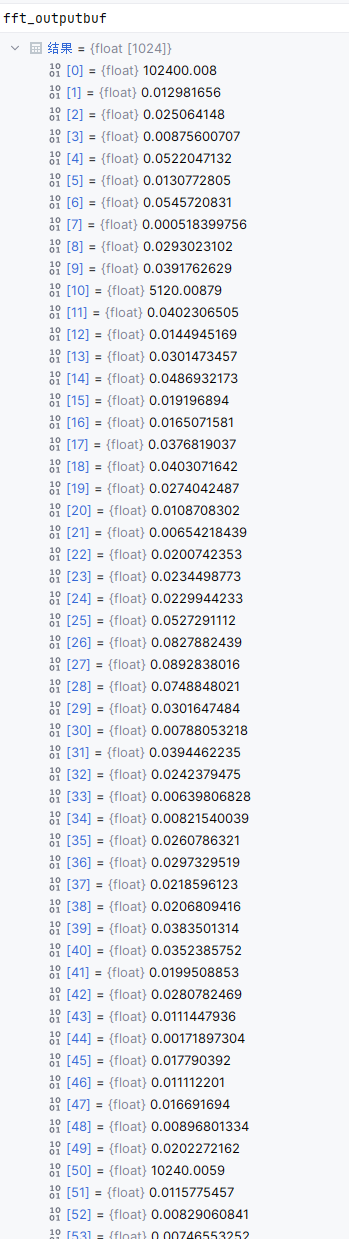 fft_outputbuf
结果 = {float [1024]}
[0] = {float} 102400.008
[1] = {float} 0.012981656
[2] = {float} 0.025064148
[3] = {float} 0.00875600707
[4] = {float} 0.0522047132
[5] = {float} 0.0130772805
[6] = {float} 0.0545720831
[7] = {float} 0.000518399756
[8] = {float} 0.0293023102
[9] = {float} 0.0391762629
[10] = {float} 5120.00879
[11] = {float} 0.0402306505
[12] = {float} 0.0144945169
[13] = {float} 0.0301473457
[14] = {float} 0.0486932173
[15] = {float} 0.019196894
[16] = {float} 0.0165071581
[17] = {float} 0.0376819037
[18] = {float} 0.0403071642
[19] = {float} 0.0274042487
[20] = {float} 0.0108708302
[21] = {float} 0.00654218439
[22] = {float} 0.0200742353
[23] = {float} 0.0234498773
[24] = {float} 0.0229944233
[25] = {float} 0.0527291112
[26] = {float} 0.0827882439
[27] = {float} 0.0892838016
[28] = {float} 0.0748848021
[29] = {float} 0.0301647484
[30] = {float} 0.00788053218
[31] = {float} 0.0394462235
[32] = {float} 0.0242379475
[33] = {float} 0.00639806828
[34] = {float} 0.00821540039
[35] = {float} 0.0260786321
[36] = {float} 0.0297329519
[37] = {float} 0.0218596123
[38] = {float} 0.0206809416
[39] = {float} 0.0383501314
[40] = {float} 0.0352385752
[41] = {float} 0.0199508853
[42] = {float} 0.0280782469
[43] = {float} 0.0111447936
[44] = {float} 0.00171897304
[45] = {float} 0.017790392
[46] = {float} 0.011112201
[47] = {float} 0.016691694
[48] = {float} 0.00896801334
[49] = {float} 0.0202272162
[50] = {float} 10240.0059
[51] = {float} 0.0115775457
[52] = {float} 0.00829060841
[53] = {float} 0.00746553252